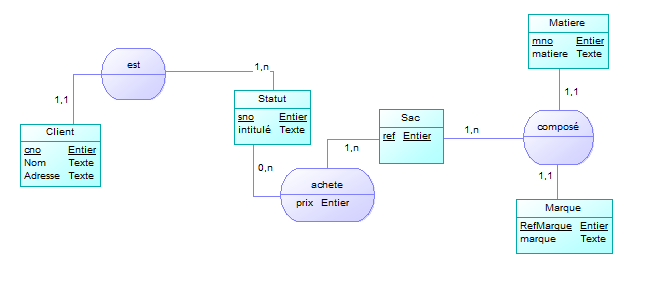 Matiere
mno Entier
matiere Texte
est
1,n
1,1
1,1
Statut
sno Entier
intitulé Texte
Sac
ref Entier
1,n
composé
Client
cno Entier
Nom Texte
Adresse Texte
1,n
0,n
1,1
achete
prix Entier
Marque
RefMarque Entier
marque Texte